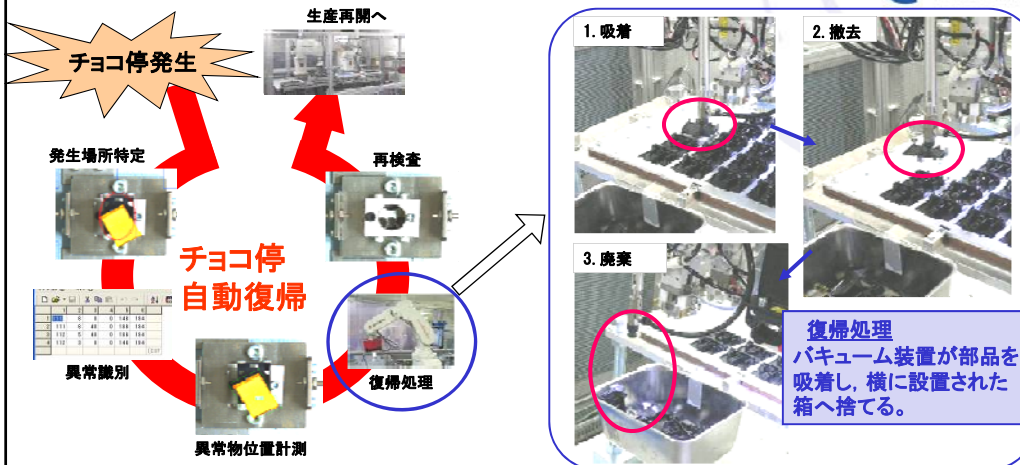 チョコ停発生
生産再開へ
発生場所特定
再検査
チョコ停
自動復帰
異常識別
復帰処理
異常物位置計測
1. 吸着
2. 撤去
3. 廃棄
復帰処理
バキューム装置が部品を
吸着し, 横に設置された
箱へ捨てる。